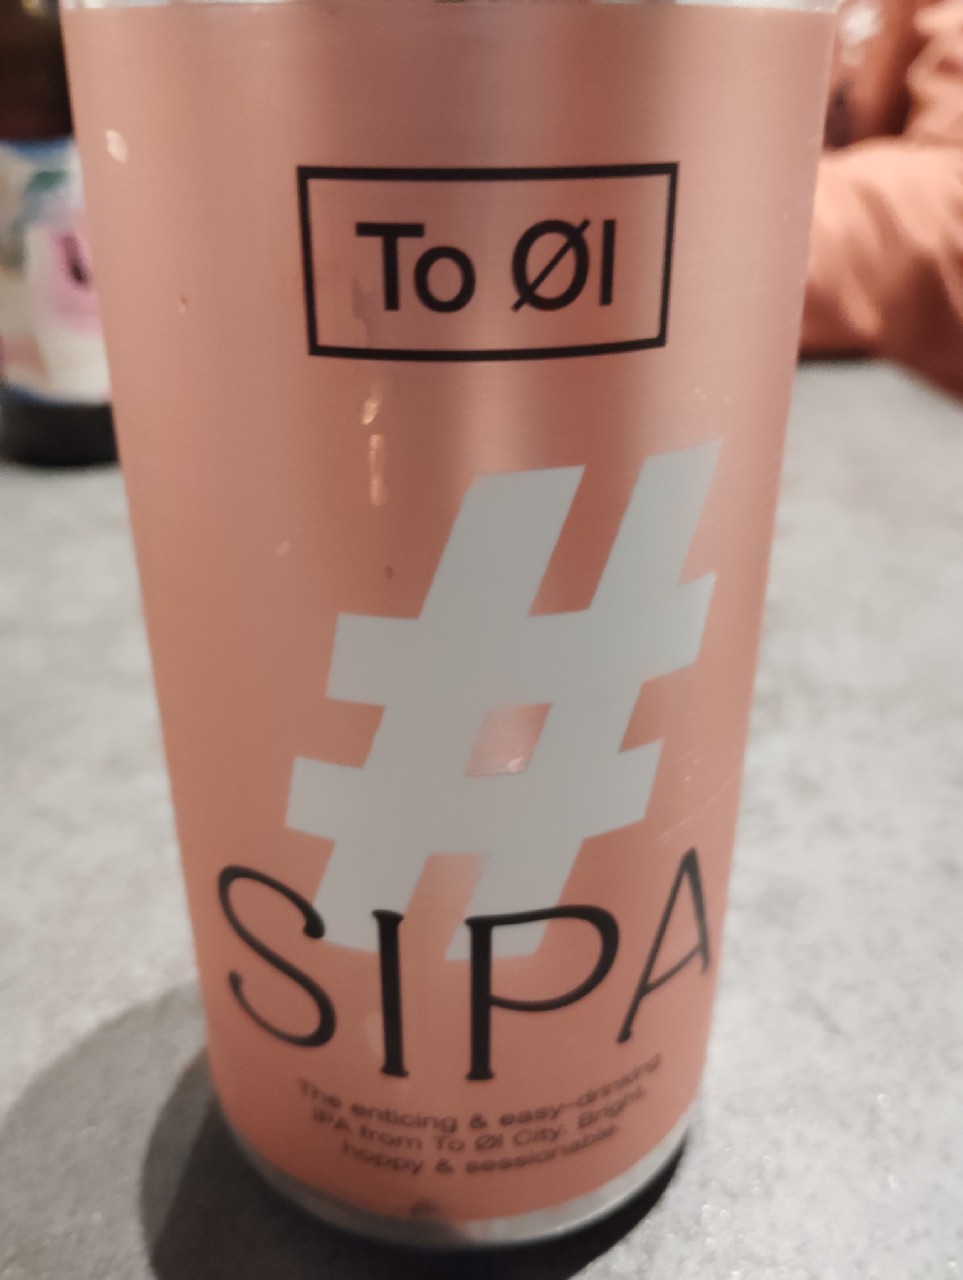 To Øl
#
SIPA
The enticing & easy-drinking
IPA from To Øl City. Bright,
hoppy & sessionable.